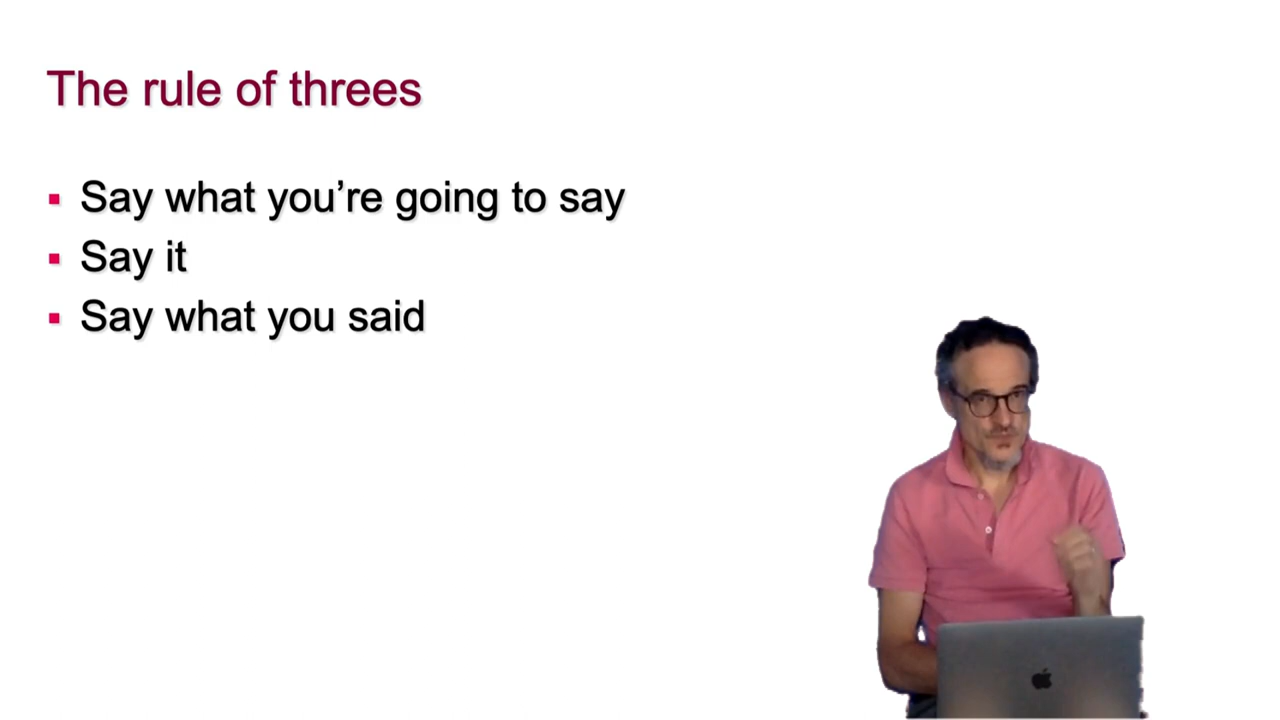 The rule of threes
Say what you’re going to say
Say it
Say what you said